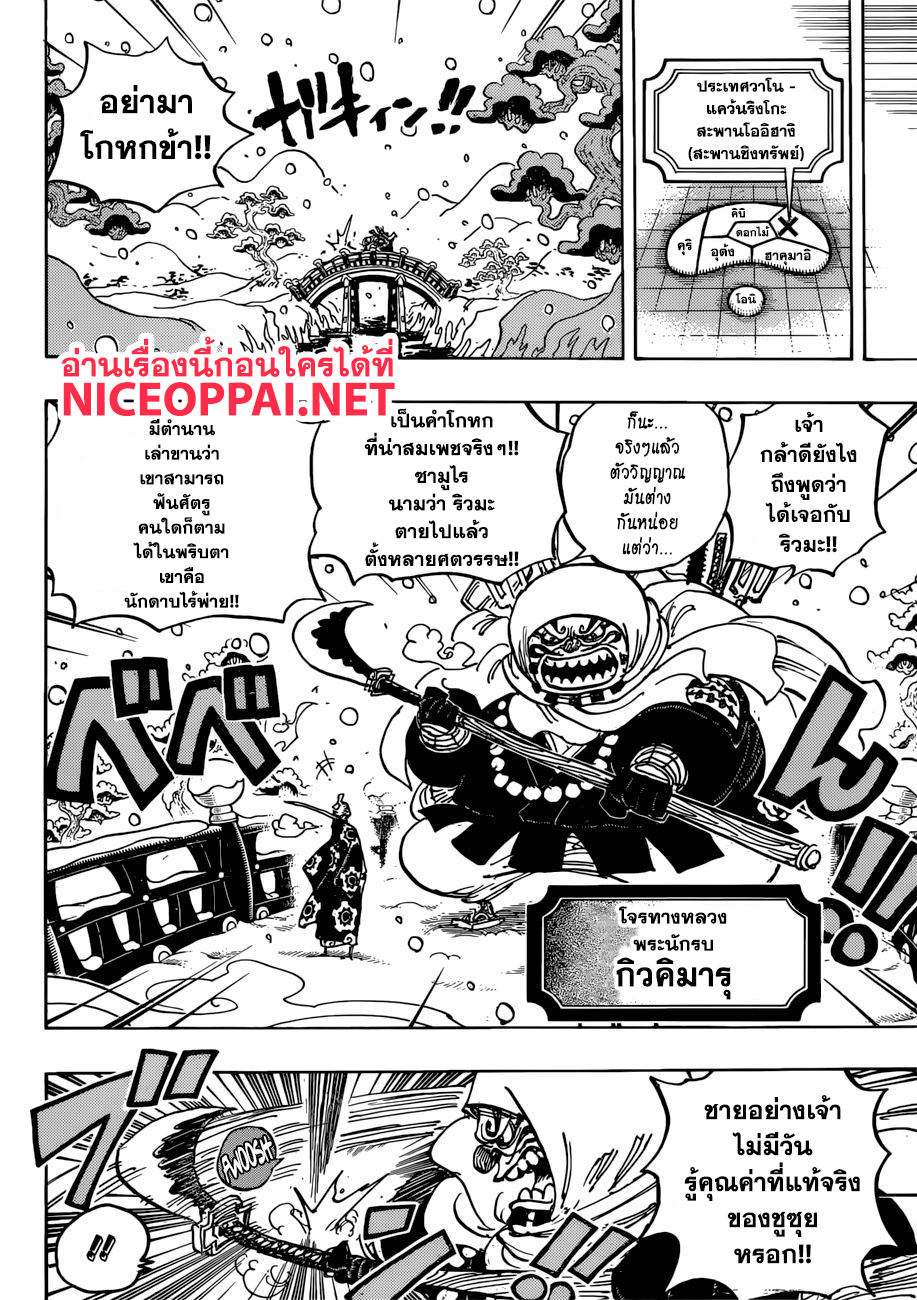 ประเทศวาโน -
แคว้นริงโกะ
สะพานโออิฮางิ
(สะพานชิงทรัพย์)
คิบิ
ดอกไม้
คุริ
อุด้ง
ฮาคุมาอิ
โอนิ
อย่ามา
โกหกข้า!!
ガキィン!!
อ่านเรื่องนี้ก่อนใครได้ที่
NICEOPPAI.NET
เจ้า
กล้าดียังไง
ถึงพูดว่า
ได้เจอกับ
ริวมะ!!
ก็นะ...
จริงๆแล้ว
ตัววิญญาณ
มันต่าง
กันหน่อย
แต่ว่า...
เป็นคำโกหก
ที่น่าสมเพชจริงๆ!!
ซามูไร
นามว่า ริวมะ
ตายไปแล้ว
ตั้งหลายศตวรรษ!!
มีตำนาน
เล่าขานว่า
เขาสามารถ
ฟันศัตรู
คนใดก็ตาม
ได้ในพริบตา
เขาคือ
นักดาบไร้พ่าย!!
べべん!!
โจรทางหลวง
พระนักรบ
กิวคิมารุ
ชายอย่างเจ้า
ไม่มีวัน
รู้คุณค่าที่แท้จริง
ของชูซุย
หรอก!!
AWOOSH
!!